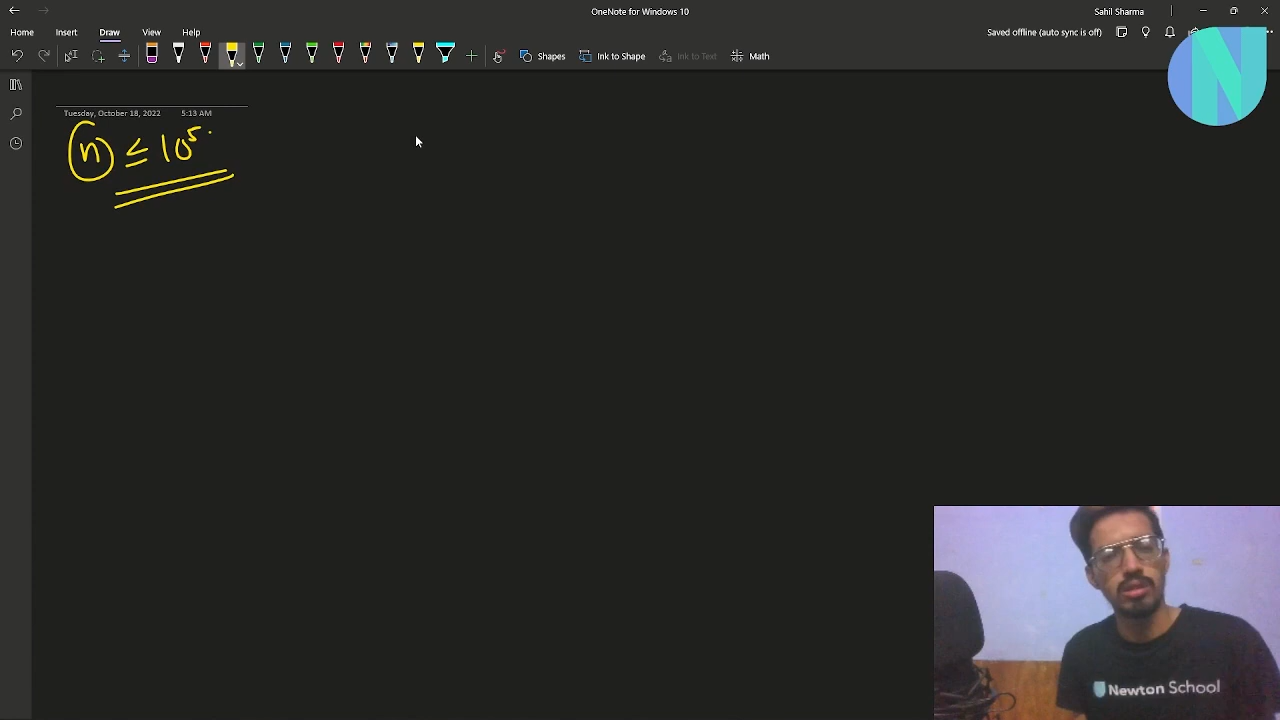 OneNote for Windows 10
Sahil Sharma
Home Insert Draw View Help
Saved offline (auto sync is off)
Shapes Ink to Shape Ink to Text Math
Tuesday, October 18, 2022 5:13 AM
n ≤ 10⁵
Newton School